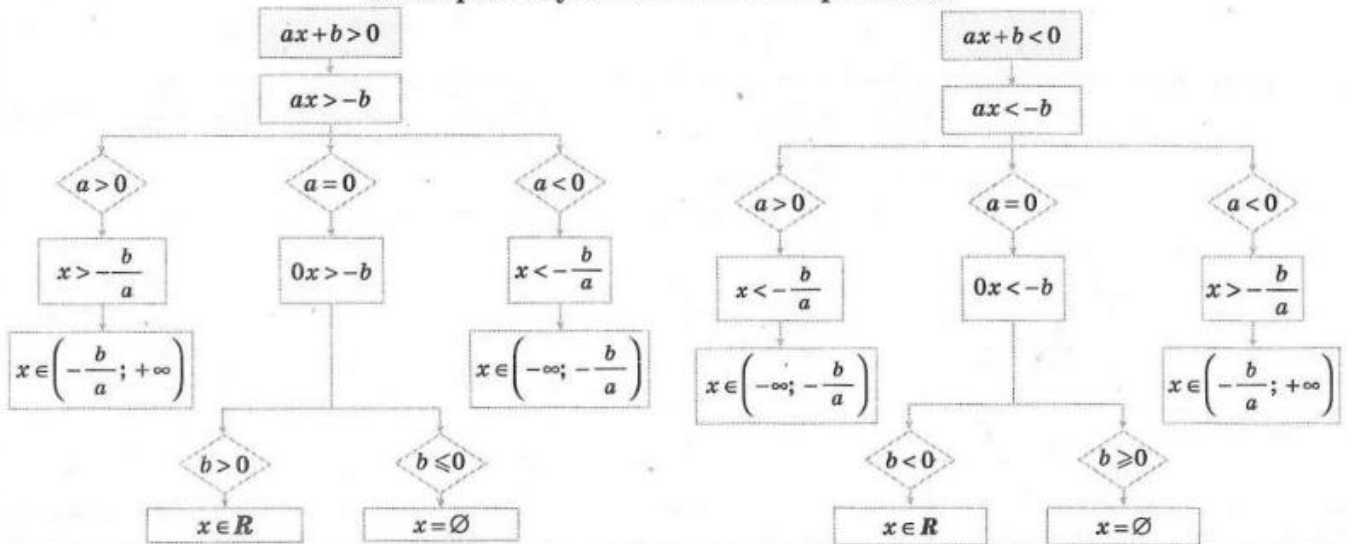 ax + b > 0
ax > −b
a > 0
a = 0
a < 0
x > −b/a
0x > −b
x < −b/a
x ∈ (−b/a; +∞)
x ∈ (−∞; −b/a)
b > 0
b ⩽ 0
x ∈ R
x = ∅
ax + b < 0
ax < −b
a > 0
a = 0
a < 0
x < −b/a
0x < −b
x > −b/a
x ∈ (−∞; −b/a)
x ∈ (−b/a; +∞)
b < 0
b ⩾ 0
x ∈ R
x = ∅